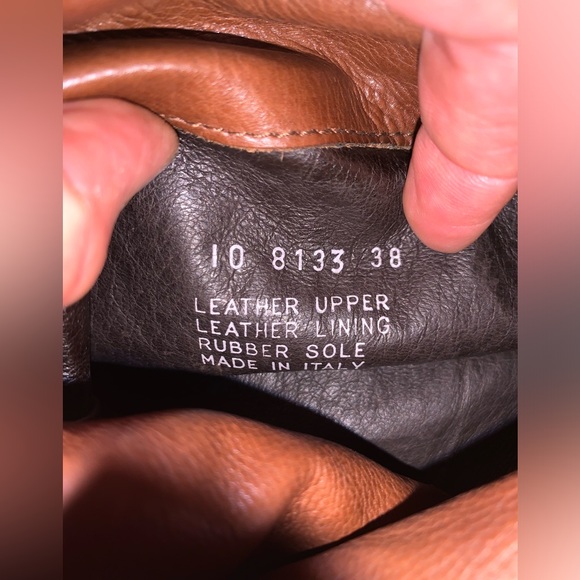 10 8133 38
LEATHER UPPER
LEATHER LINING
RUBBER SOLE
MADE IN ITALY